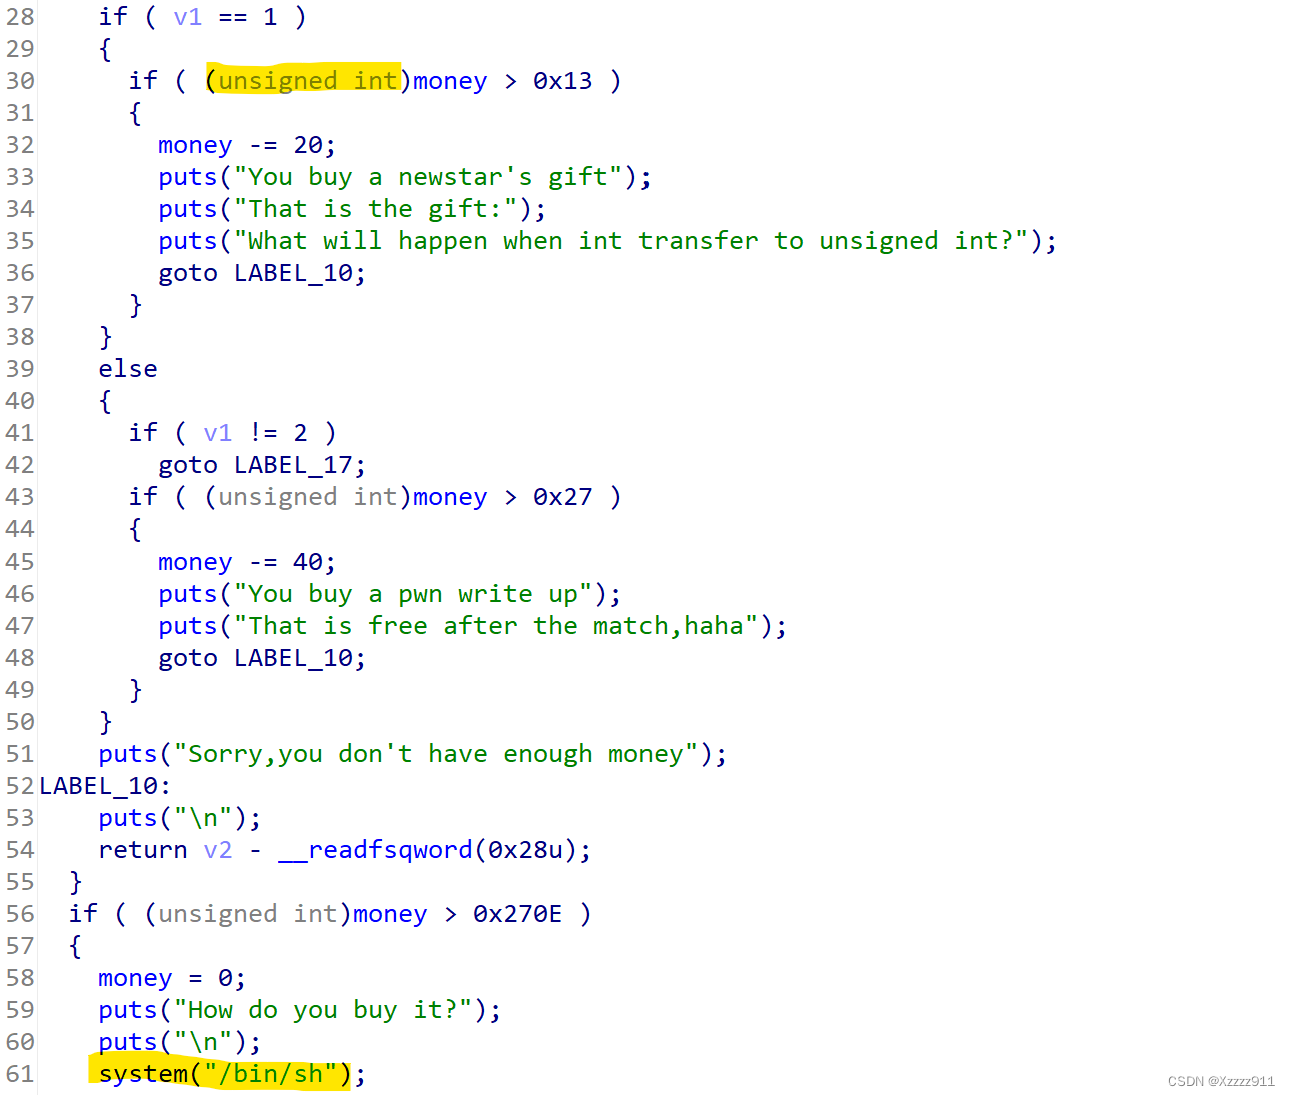 28 if ( v1 == 1 )
29 {
30 if ( (unsigned int)money > 0x13 )
31 {
32 money -= 20;
33 puts("You buy a newstar's gift");
34 puts("That is the gift:");
35 puts("What will happen when int transfer to unsigned int?");
36 goto LABEL_10;
37 }
38 }
39 else
40 {
41 if ( v1 != 2 )
42 goto LABEL_17;
43 if ( (unsigned int)money > 0x27 )
44 {
45 money -= 40;
46 puts("You buy a pwn write up");
47 puts("That is free after the match,haha");
48 goto LABEL_10;
49 }
50 }
51 puts("Sorry,you don't have enough money");
52 LABEL_10:
53 puts("\n");
54 return v2 - __readfsqword(0x28u);
55 }
56 if ( (unsigned int)money > 0x270E )
57 {
58 money = 0;
59 puts("How do you buy it?");
60 puts("\n");
61 system("/bin/sh");
CSDN @Xzzzz911